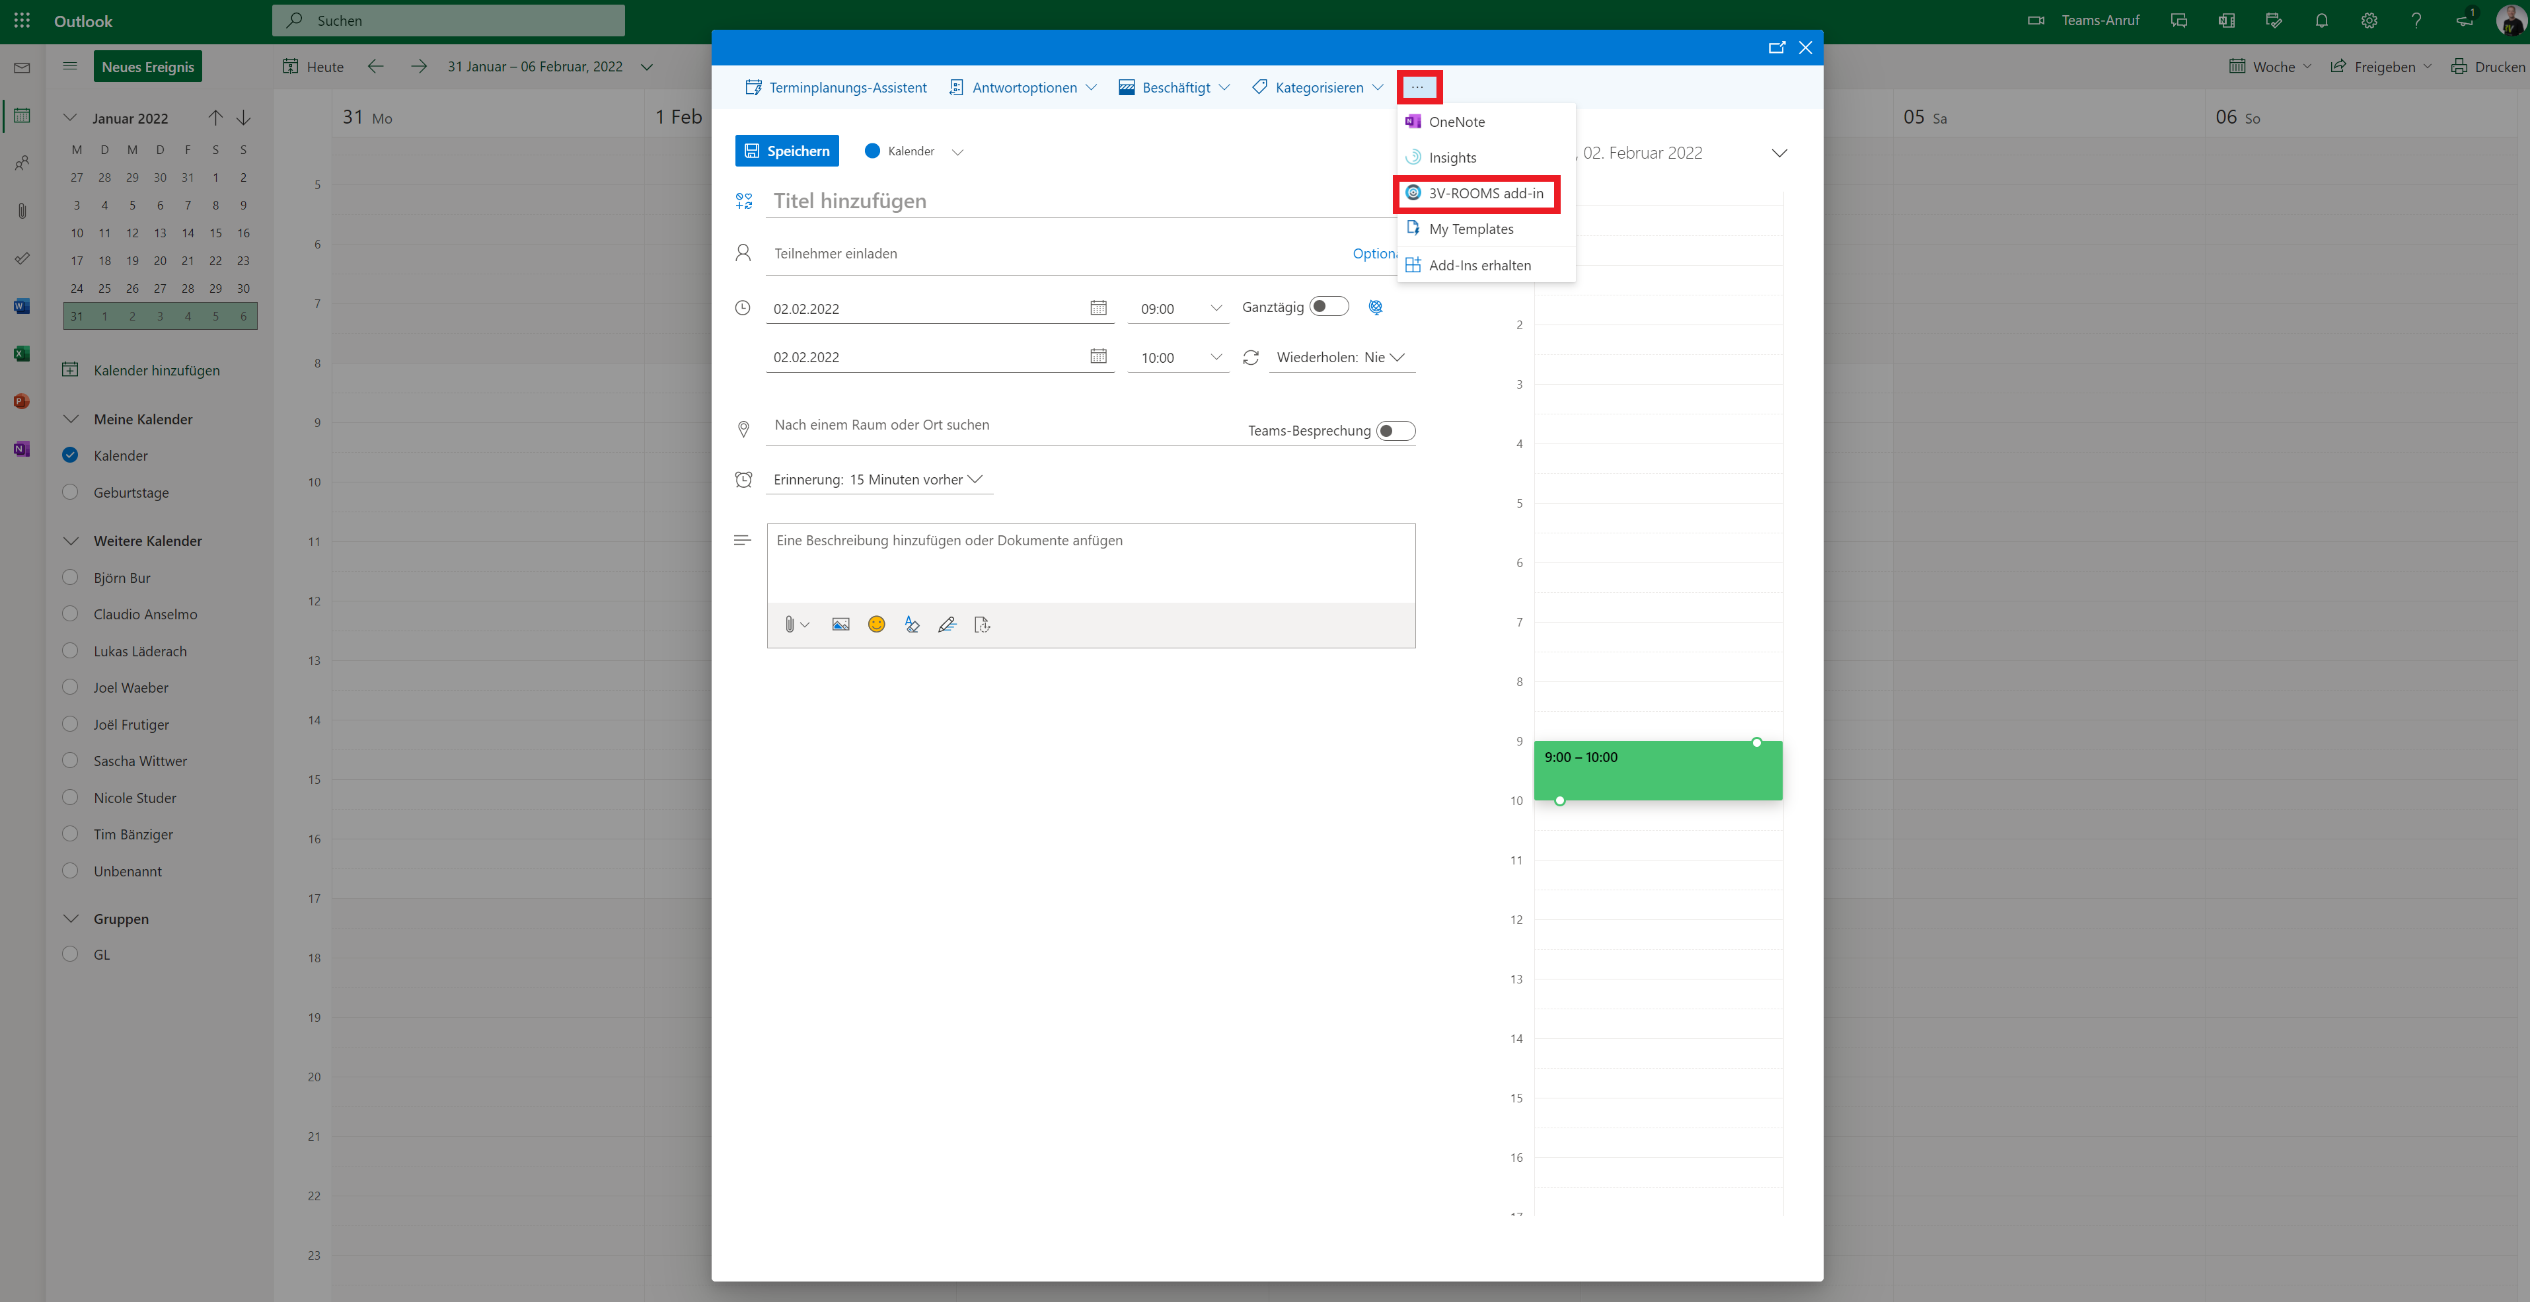 Outlook
Suchen
Teams-Anruf
1
Neues Ereignis
Heute
31 Januar – 06 Februar, 2022
Woche
Freigeben
Drucken
Januar 2022
M D M D F S S
27 28 29 30 31 1 2
3 4 5 6 7 8 9
10 11 12 13 14 15 16
17 18 19 20 21 22 23
24 25 26 27 28 29 30
31 1 2 3 4 5 6
Kalender hinzufügen
Meine Kalender
Kalender
Geburtstage
Weitere Kalender
Björn Bur
Claudio Anselmo
Lukas Läderach
Joel Waeber
Joël Frutiger
Sascha Wittwer
Nicole Studer
Tim Bänziger
Unbenannt
Gruppen
GL
31 Mo
1 Feb
05 Sa
06 So
5
6
7
8
9
10
11
12
13
14
15
16
17
18
19
20
21
22
23
Terminplanungs-Assistent
Antwortoptionen
Beschäftigt
Kategorisieren
...
OneNote
Insights
3V-ROOMS add-in
My Templates
Add-Ins erhalten
Speichern
Kalender
, 02. Februar 2022
Titel hinzufügen
Teilnehmer einladen
Optiona
02.02.2022
09:00
Ganztägig
02.02.2022
10:00
Wiederholen: Nie
Nach einem Raum oder Ort suchen
Teams-Besprechung
Erinnerung: 15 Minuten vorher
Eine Beschreibung hinzufügen oder Dokumente anfügen
2
3
4
5
6
7
8
9
9:00 – 10:00
10
11
12
13
14
15
16